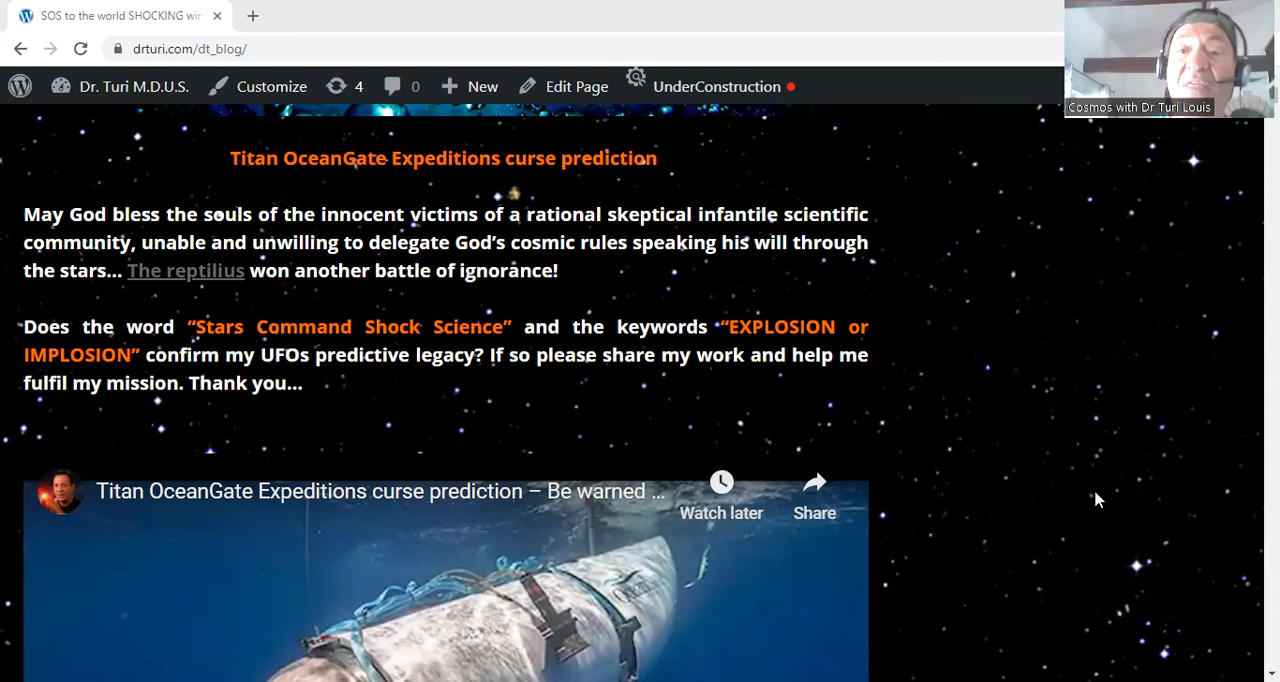 SOS to the world SHOCKING wi
drturi.com/dt_blog/
Dr. Turi M.D.U.S. Customize 4 0 New Edit Page UnderConstruction
Cosmos with Dr Turi Louis
Titan OceanGate Expeditions curse prediction
May God bless the souls of the innocent victims of a rational skeptical infantile scientific
community, unable and unwilling to delegate God’s cosmic rules speaking his will through
the stars… The reptilius won another battle of ignorance!
Does the word “Stars Command Shock Science” and the keywords “EXPLOSION or
IMPLOSION” confirm my UFOs predictive legacy? If so please share my work and help me
fulfil my mission. Thank you…
Titan OceanGate Expeditions curse prediction – Be warned ...
Watch later Share